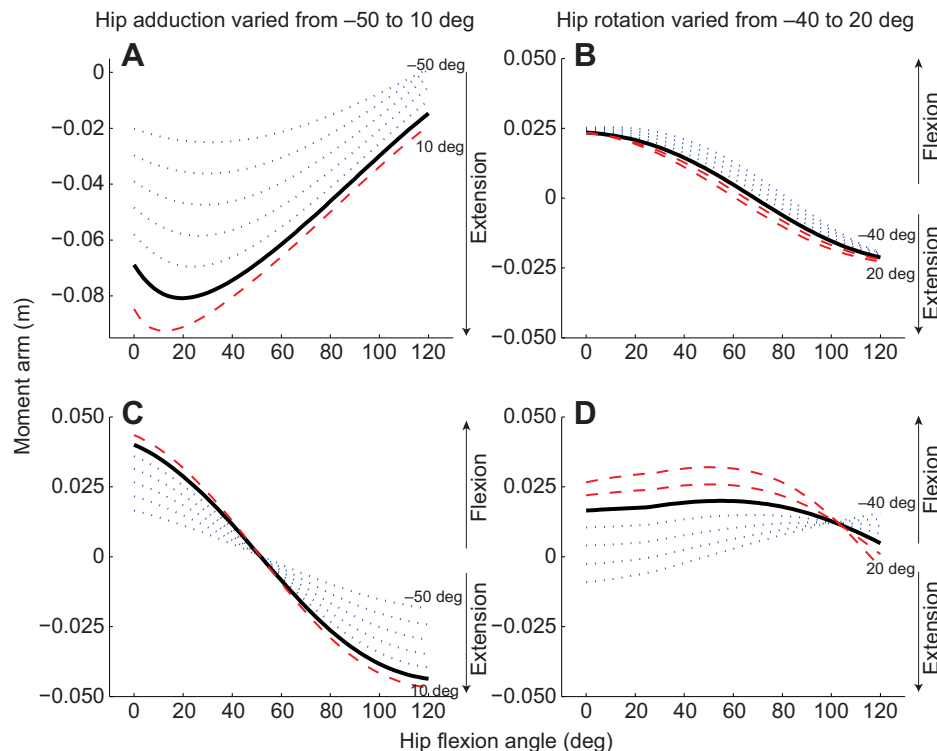 Hip adduction varied from –50 to 10 deg
Hip rotation varied from –40 to 20 deg
A
0
–0.02
–0.04
–0.06
–0.08
0 20 40 60 80 100 120
–50 deg
10 deg
Extension
B
0.050
0.025
0
–0.025
–0.050
0 20 40 60 80 100 120
–40 deg
20 deg
Flexion
Extension
Moment arm (m)
C
0.050
0.025
0
–0.025
–0.050
0 20 40 60 80 100 120
–50 deg
10 deg
Flexion
Extension
D
0.050
0.025
0
–0.025
–0.050
0 20 40 60 80 100 120
–40 deg
20 deg
Flexion
Extension
Hip flexion angle (deg)